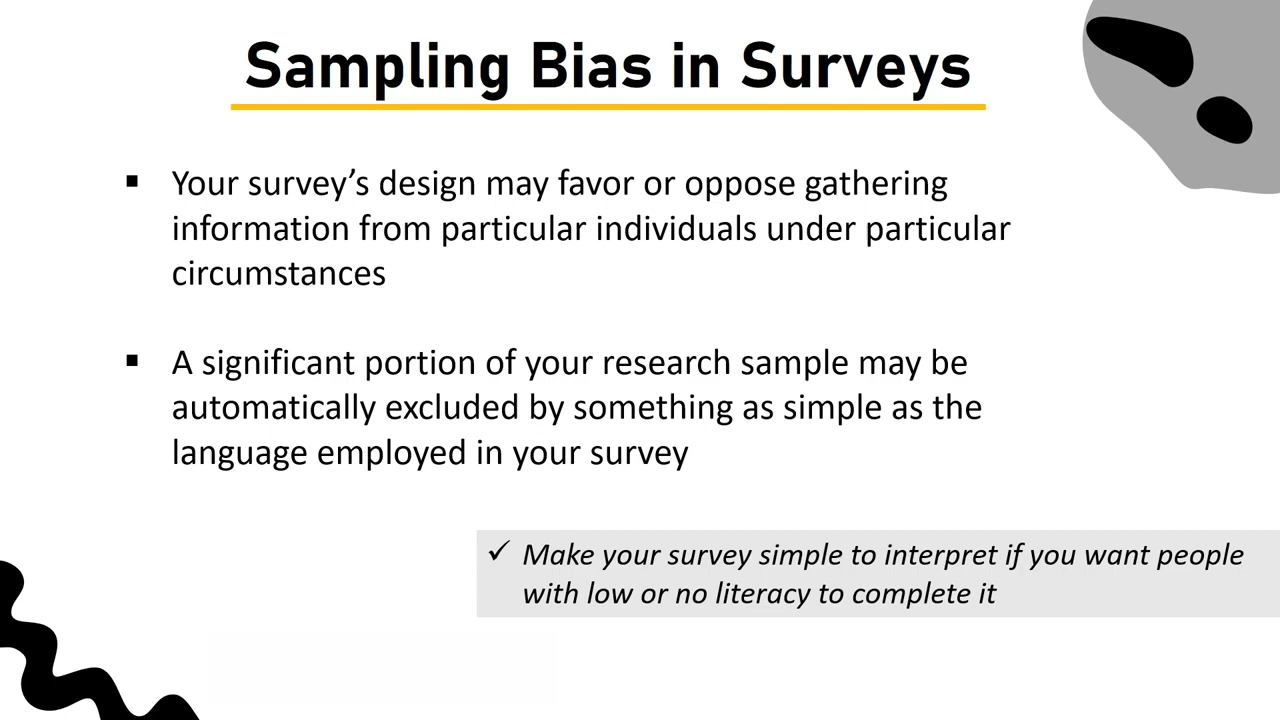 Sampling Bias in Surveys
▪ Your survey’s design may favor or oppose gathering
information from particular individuals under particular
circumstances
▪ A significant portion of your research sample may be
automatically excluded by something as simple as the
language employed in your survey
✓ Make your survey simple to interpret if you want people
with low or no literacy to complete it